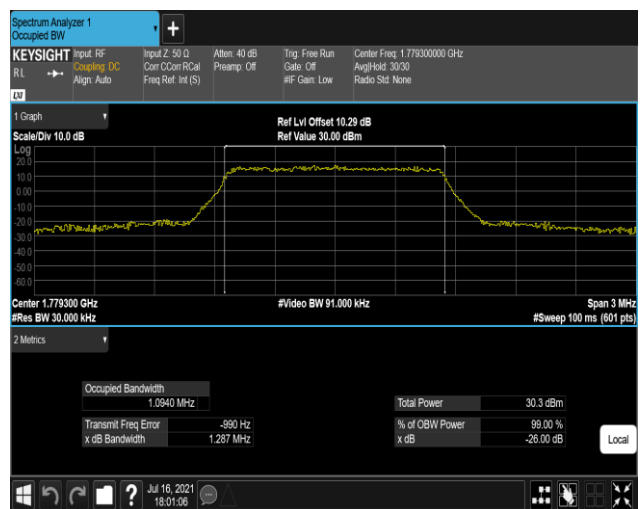 Spectrum Analyzer 1
Occupied BW
+
KEYSIGHT Input: RF Input Z: 50 Ω Atten: 40 dB Trig: Free Run Center Freq: 1.779300000 GHz
RL Coupling: DC Corr CCorr RCal Preamp: Off Gate: Off Avg|Hold: 30/30
Align: Auto Freq Ref: Int (S) #IF Gain: Low Radio Std: None
LXI
1 Graph
Ref Lvl Offset 10.29 dB
Scale/Div 10.0 dB Ref Value 30.00 dBm
Log
20.0
10.0
0.00
-10.0
-20.0
-30.0
-40.0
-50.0
-60.0
Center 1.779300 GHz #Video BW 91.000 kHz Span 3 MHz
#Res BW 30.000 kHz #Sweep 100 ms (601 pts)
2 Metrics
Occupied Bandwidth
1.0940 MHz Total Power 30.3 dBm
Transmit Freq Error -990 Hz % of OBW Power 99.00 %
x dB Bandwidth 1.287 MHz x dB -26.00 dB
Local
? Jul 16, 2021
18:01:06